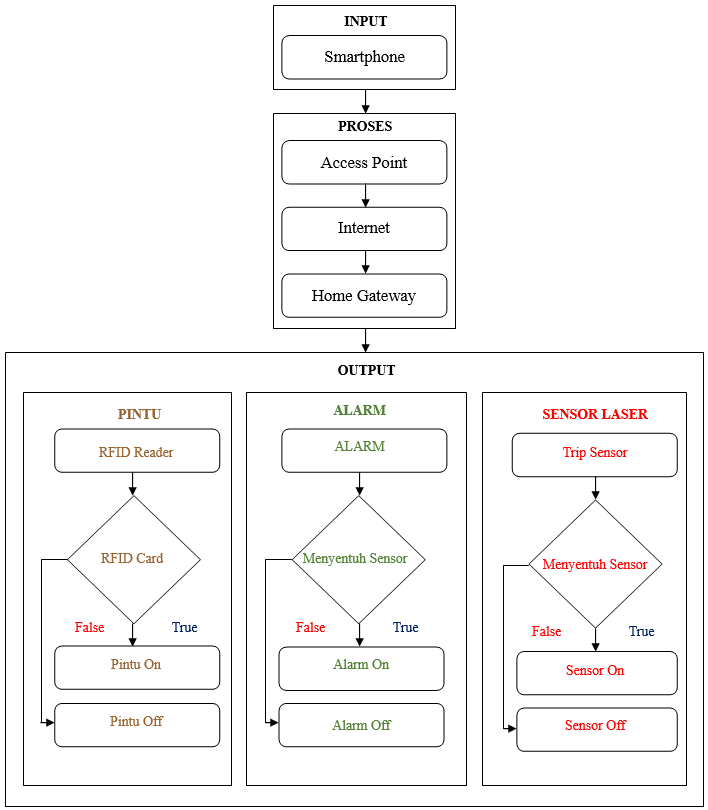 INPUT
Smartphone
PROSES
Access Point
Internet
Home Gateway
OUTPUT
PINTU
RFID Reader
RFID Card
False True
Pintu On
Pintu Off
ALARM
ALARM
Menyentuh Sensor
False True
Alarm On
Alarm Off
SENSOR LASER
Trip Sensor
Menyentuh Sensor
False True
Sensor On
Sensor Off